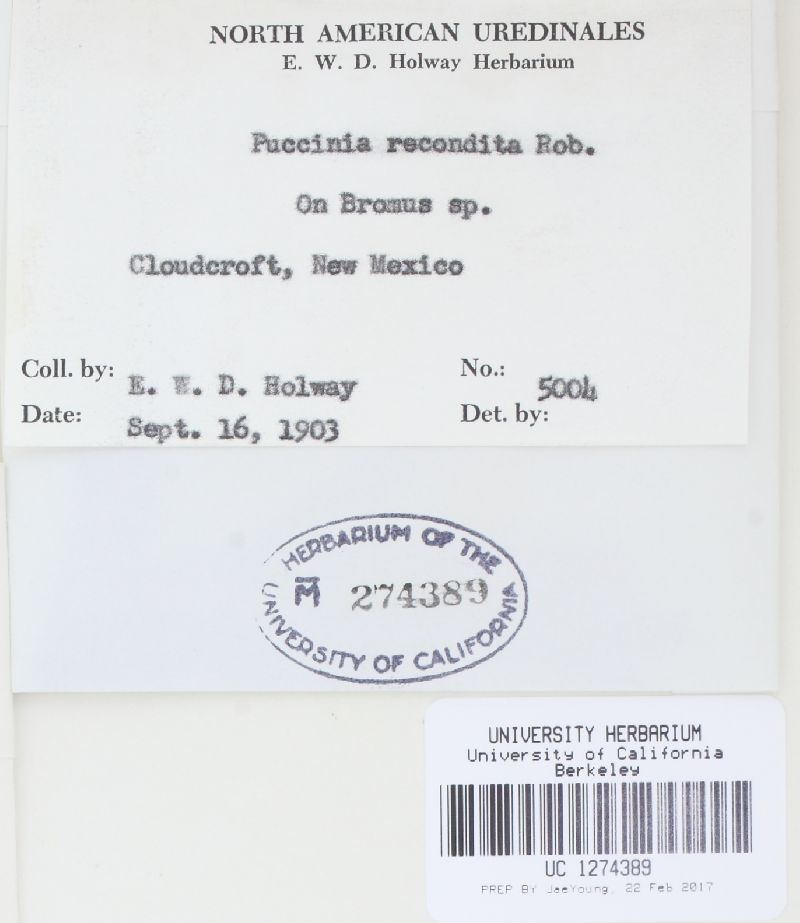 NORTH AMERICAN UREDINALES
E. W. D. Holway Herbarium
Puccinia recondita Rob.
On Bromus sp.
Cloudcroft, New Mexico
Coll. by: E. W. D. Holway No.: 5004
Date: Sept. 16, 1903 Det. by:
HERBARIUM OF THE
M 274389
UNIVERSITY OF CALIFORNIA
UNIVERSITY HERBARIUM
University of California
Berkeley
UC 1274389
PREP BY JaeYoung, 22 Feb 2017